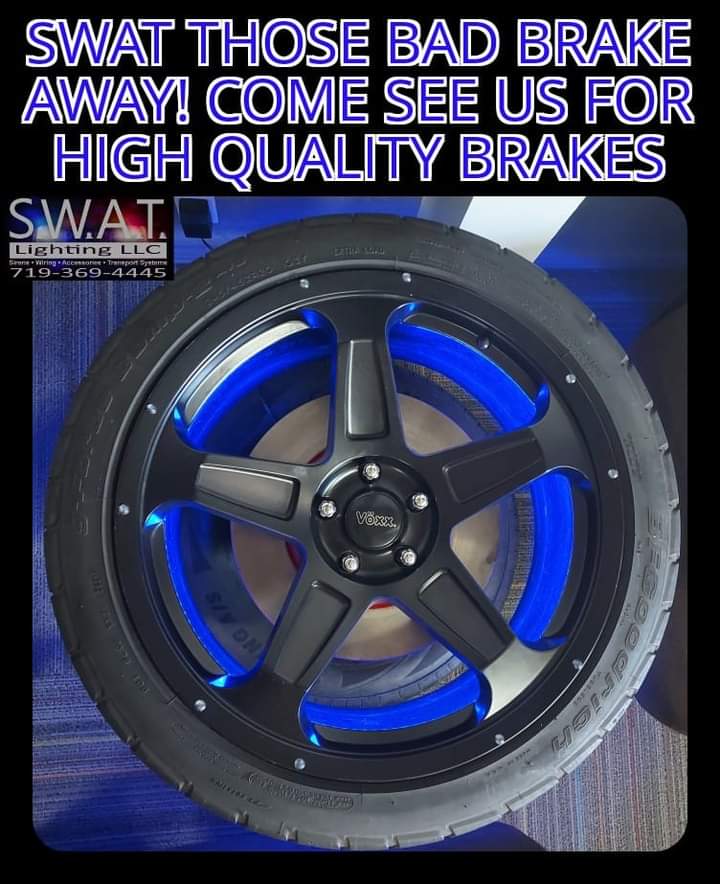 SWAT THOSE BAD BRAKE
AWAY! COME SEE US FOR
HIGH QUALITY BRAKES
S.W.A.T.
Lighting LLC
Sirens • Wiring • Accessories • Transport Systems
719-369-4445
EXTRA LOAD
Vöxx.
NG A/S
BFGoodrich